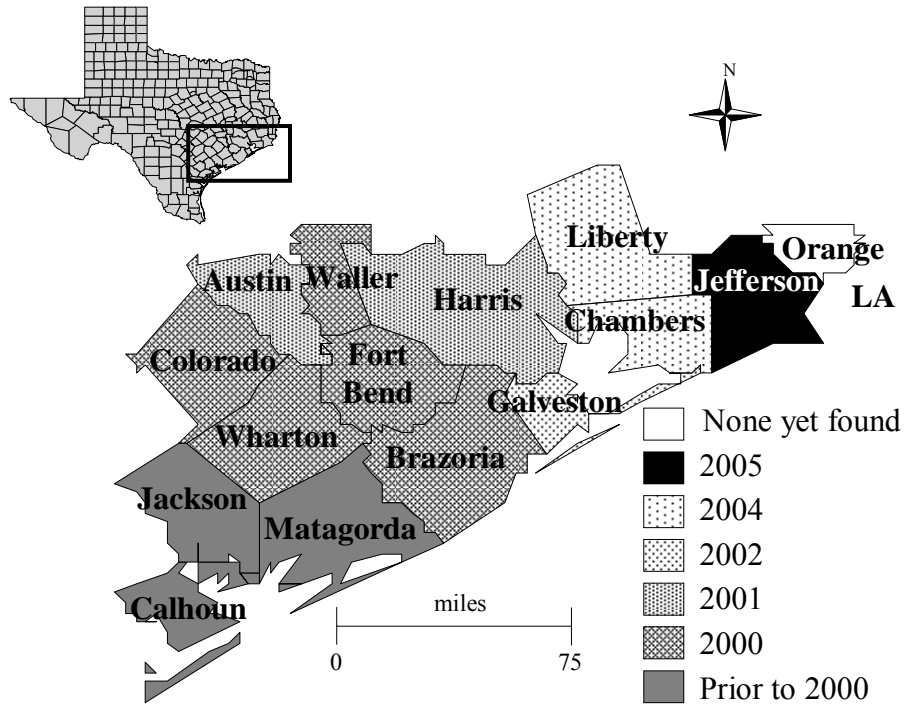 N
Liberty
Orange
Austin
Waller
Jefferson
Harris
LA
Chambers
Colorado
Fort
Bend
Galveston
Wharton
Brazoria
Jackson
Matagorda
Calhoun
miles
0 75
None yet found
2005
2004
2002
2001
2000
Prior to 2000